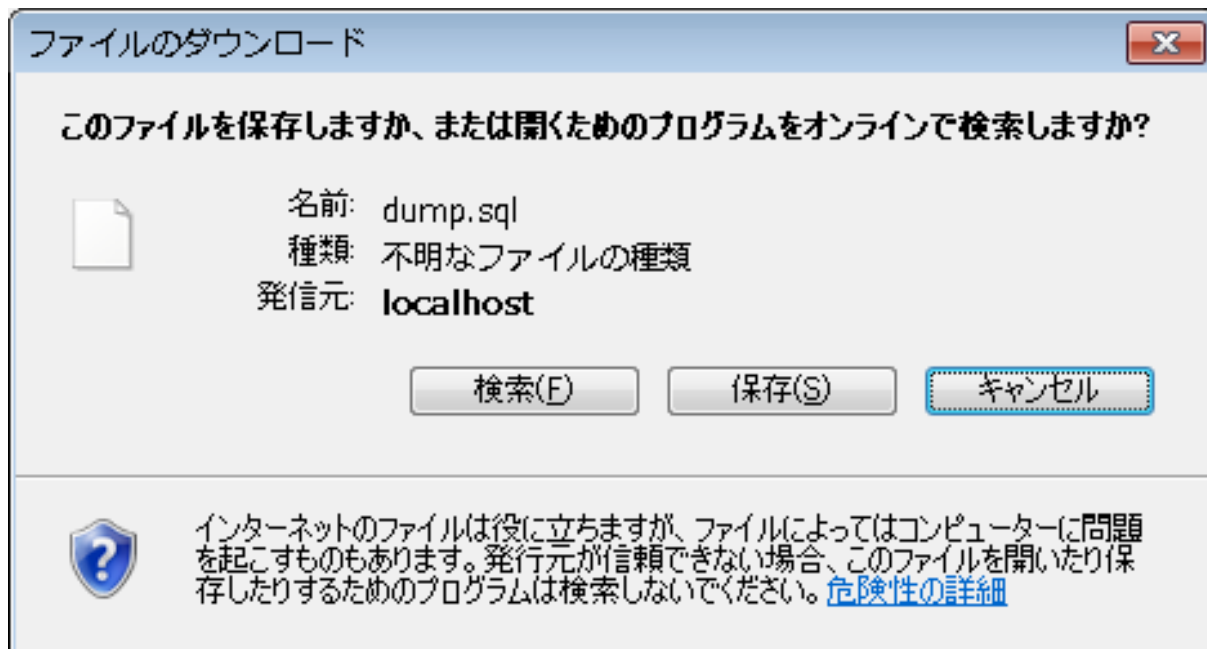 ファイルのダウンロード
このファイルを保存しますか、または開くためのプログラムをオンラインで検索しますか?
名前: dump.sql
種類: 不明なファイルの種類
発信元: localhost
検索(F) 保存(S) キャンセル
インターネットのファイルは役に立ちますが、ファイルによってはコンピューターに問題
を起こすものもあります。発行元が信頼できない場合、このファイルを開いたり保
存したりするためのプログラムは検索しないでください。危険性の詳細